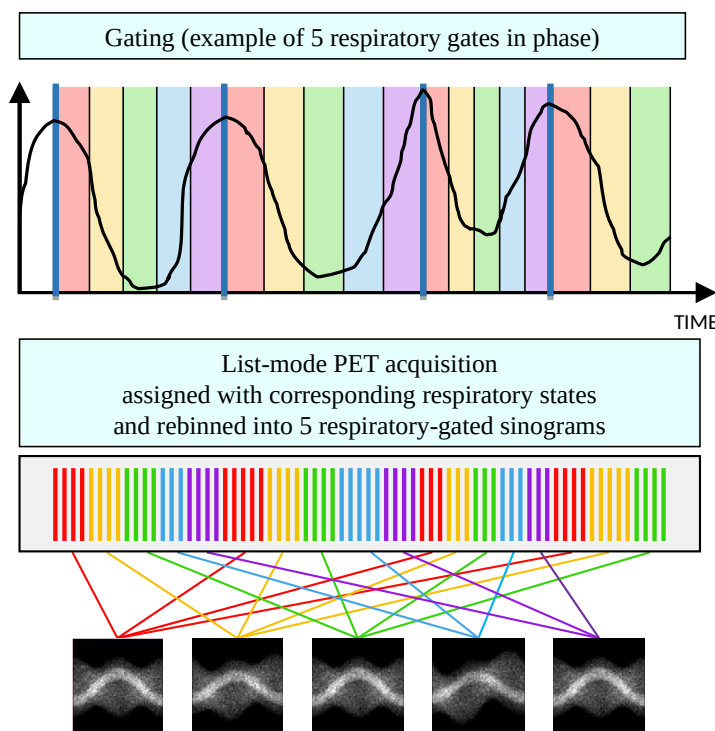 Gating (example of 5 respiratory gates in phase)
TIME
List-mode PET acquisition
assigned with corresponding respiratory states
and rebinned into 5 respiratory-gated sinograms